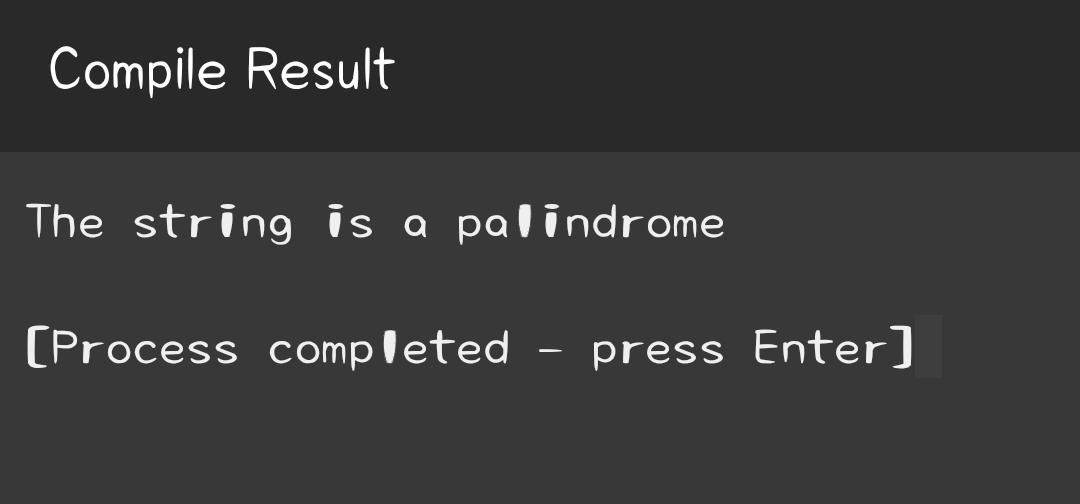 Compile Result
The string is a palindrome
[Process completed - press Enter]